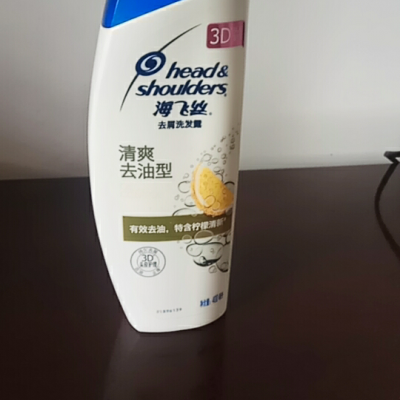 3D
head&
shoulders
海飞丝
去屑洗发露
清爽
去油型
有效去油，特含柠檬清新
3D